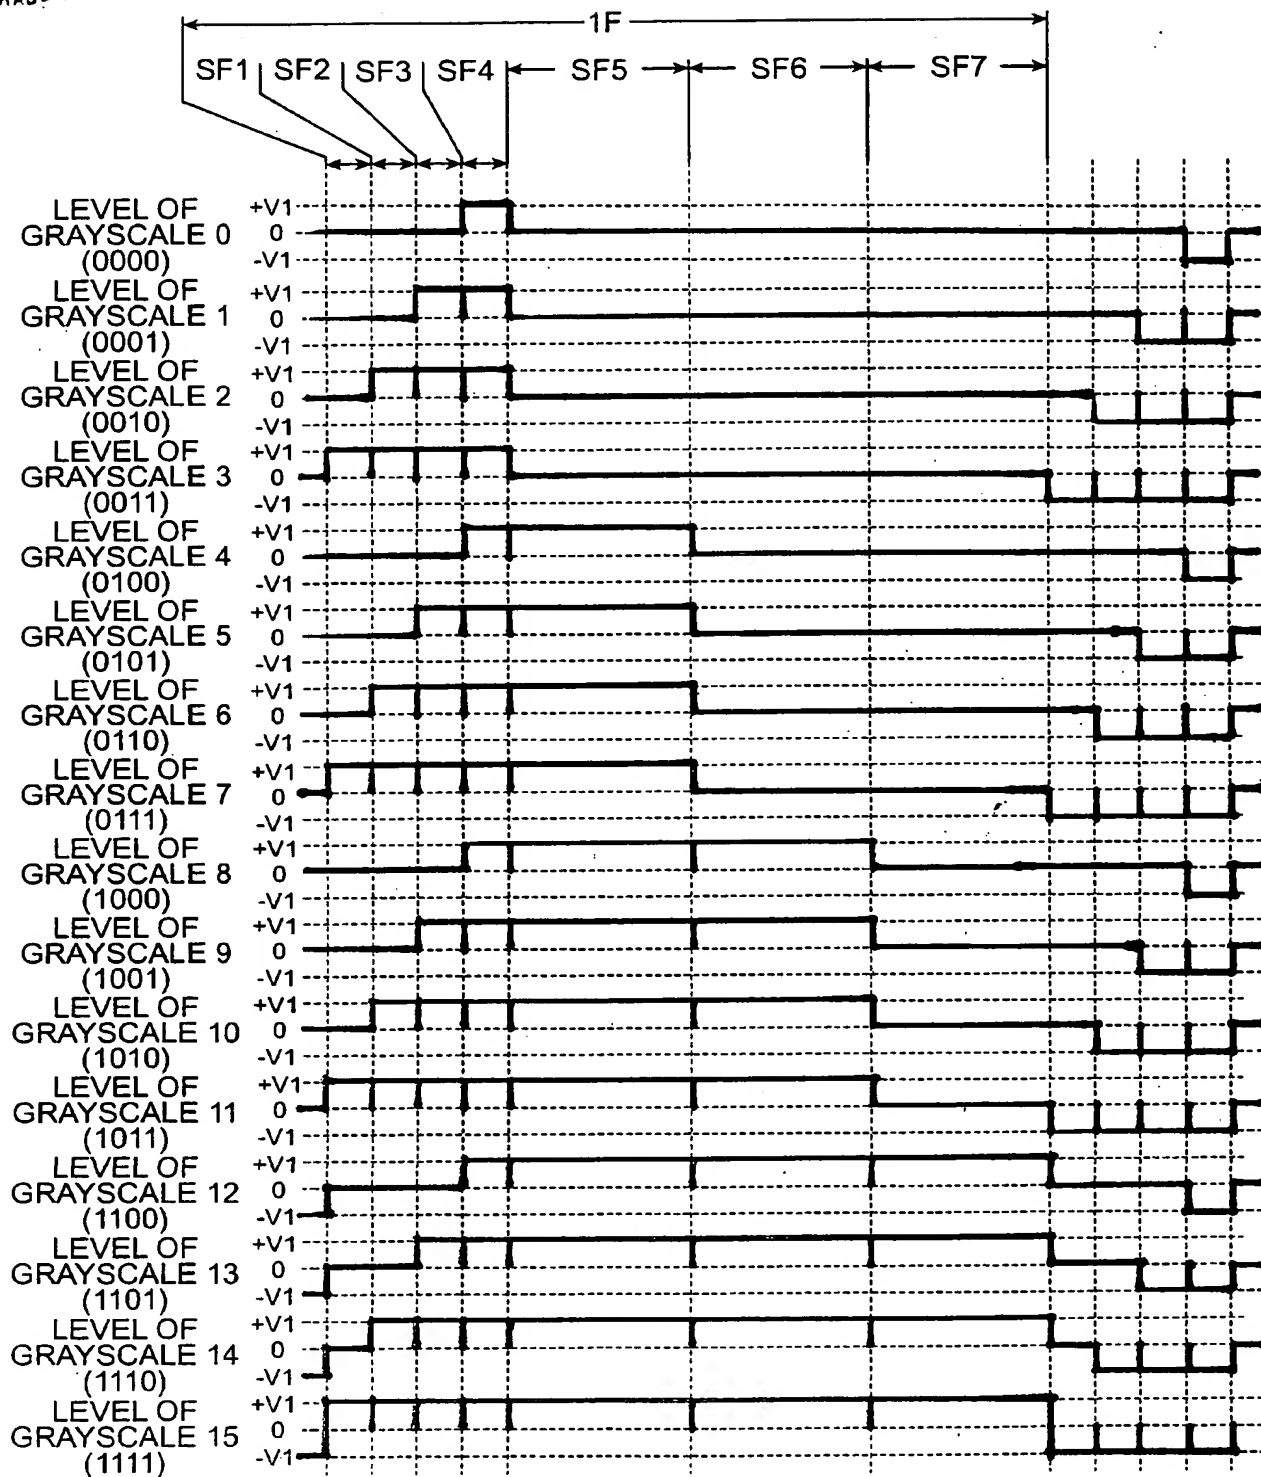 1F
SF1 SF2 SF3 SF4 SF5 SF6 SF7
LEVEL OF +V1
GRAYSCALE 0 0
(0000) -V1
LEVEL OF +V1
GRAYSCALE 1 0
(0001) -V1
LEVEL OF +V1
GRAYSCALE 2 0
(0010) -V1
LEVEL OF +V1
GRAYSCALE 3 0
(0011) -V1
LEVEL OF +V1
GRAYSCALE 4 0
(0100) -V1
LEVEL OF +V1
GRAYSCALE 5 0
(0101) -V1
LEVEL OF +V1
GRAYSCALE 6 0
(0110) -V1
LEVEL OF +V1
GRAYSCALE 7 0
(0111) -V1
LEVEL OF +V1
GRAYSCALE 8 0
(1000) -V1
LEVEL OF +V1
GRAYSCALE 9 0
(1001) -V1
LEVEL OF +V1
GRAYSCALE 10 0
(1010) -V1
LEVEL OF +V1
GRAYSCALE 11 0
(1011) -V1
LEVEL OF +V1
GRAYSCALE 12 0
(1100) -V1
LEVEL OF +V1
GRAYSCALE 13 0
(1101) -V1
LEVEL OF +V1
GRAYSCALE 14 0
(1110) -V1
LEVEL OF +V1
GRAYSCALE 15 0
(1111) -V1